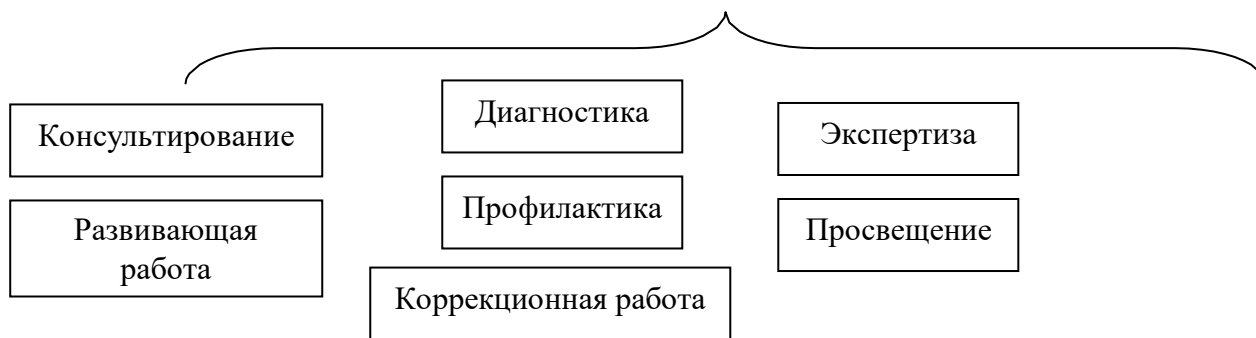 Консультирование
Диагностика
Экспертиза
Развивающая
работа
Профилактика
Просвещение
Коррекционная работа